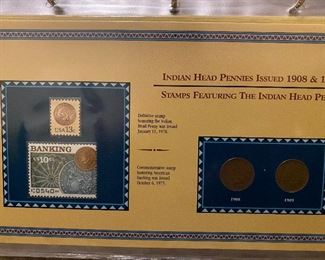 INDIAN HEAD PENNIES ISSUED 1908 &
STAMPS FEATURING THE INDIAN HEAD PE
USA 13c
Definitive stamp
honoring the Indian
Head Penny was issued
January 11, 1978.
BANKING
US 10c
Commemorative stamp
honoring American
banking was issued
October 6, 1975.
1908
1909